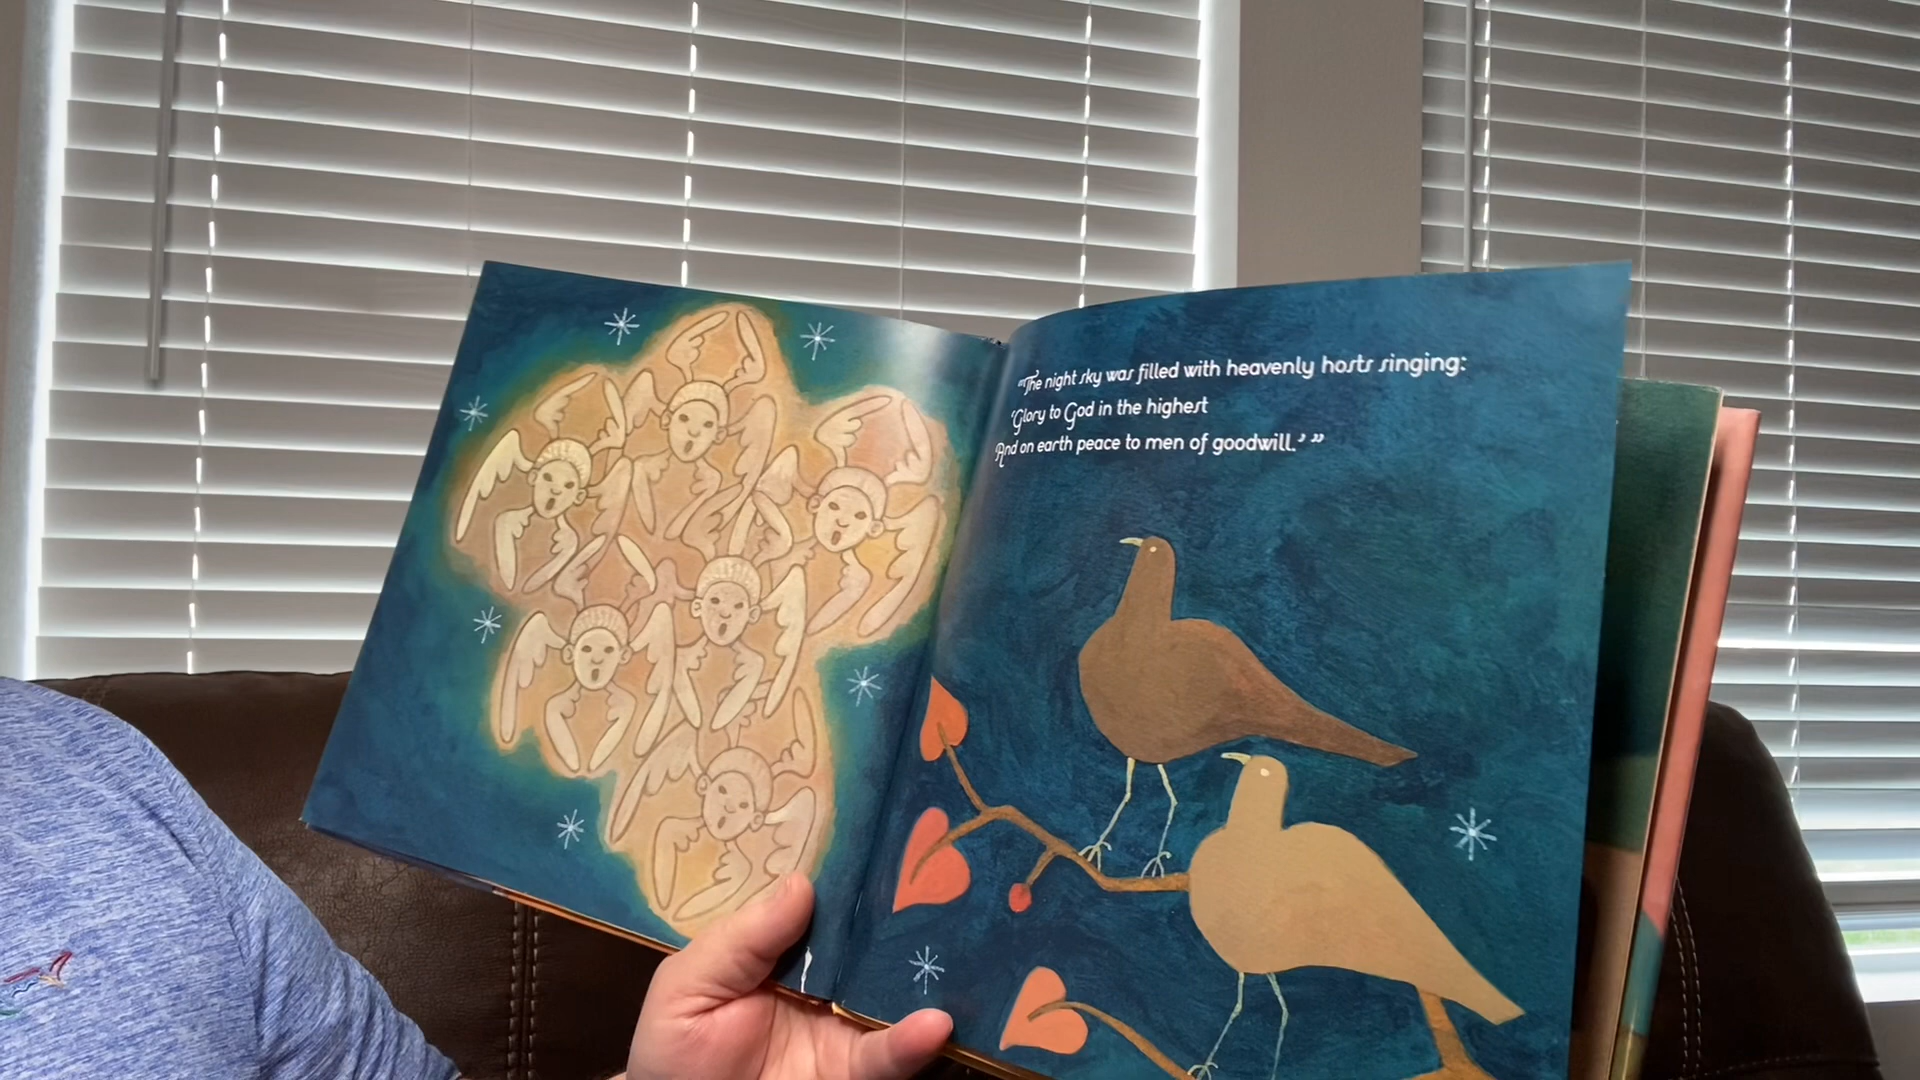 “The night sky was filled with heavenly hosts singing:
‘Glory to God in the highest
And on earth peace to men of goodwill.’ ”